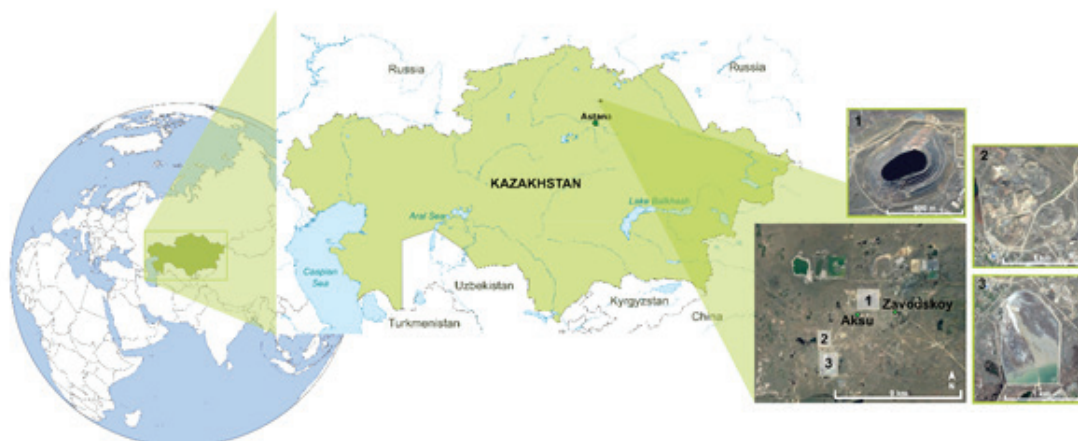 Russia
Russia
Astana
KAZAKHSTAN
Aral Sea
Lake Balkhash
Caspian
Sea
Uzbekistan
Kyrgyzstan
Turkmenistan
China
1
2
3
1
Zavodskoy
Aksu
2
3
N